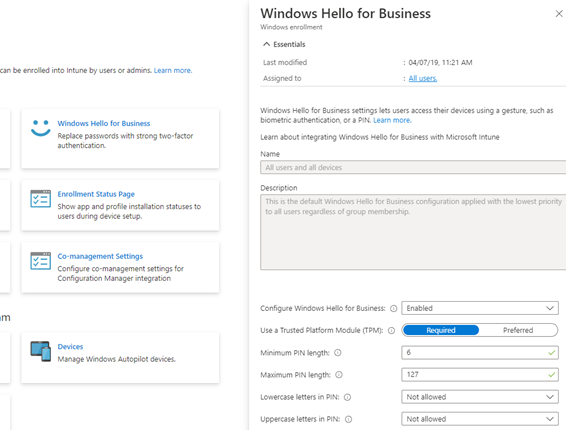 can be enrolled into Intune by users or admins. Learn more.
Windows Hello for Business
Replace passwords with strong two-factor
authentication.
Enrollment Status Page
Show app and profile installation statuses to
users during device setup.
Co-management Settings
Configure co-management settings for
Configuration Manager integration
am
Devices
Manage Windows Autopilot devices.
Windows Hello for Business
Windows enrollment
Essentials
Last modified : 04/07/19, 11:21 AM
Assigned to : All users.
Windows Hello for Business settings lets users access their devices using a gesture, such as
biometric authentication, or a PIN. Learn more.
Learn about integrating Windows Hello for Business with Microsoft Intune
Name
All users and all devices
Description
This is the default Windows Hello for Business configuration applied with the lowest priority
to all users regardless of group membership.
Configure Windows Hello for Business: Enabled
Use a Trusted Platform Module (TPM): Required Preferred
Minimum PIN length: 6
Maximum PIN length: 127
Lowercase letters in PIN: Not allowed
Uppercase letters in PIN: Not allowed